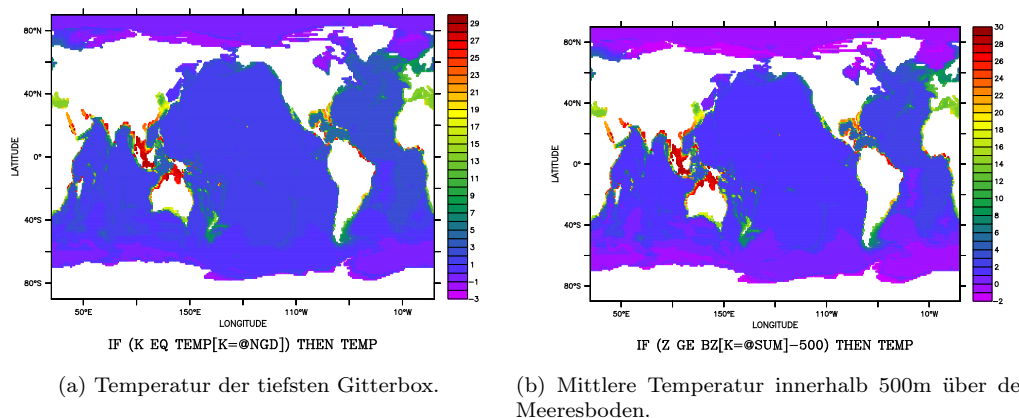 80°N
40°N
0°
40°S
80°S
LATITUDE
50°E 150°E 110°W 10°W
LONGITUDE
29
27
25
23
21
19
17
15
13
11
9
7
5
3
1
-1
-3
IF (K EQ TEMP[K=@NGD]) THEN TEMP
(a) Temperatur der tiefsten Gitterbox.
80°N
40°N
0°
40°S
80°S
LATITUDE
50°E 150°E 110°W 10°W
LONGITUDE
30
28
26
24
22
20
18
16
14
12
10
8
6
4
2
0
-2
IF (Z GE BZ[K=@SUM]-500) THEN TEMP
(b) Mittlere Temperatur innerhalb 500m über de
Meeresboden.